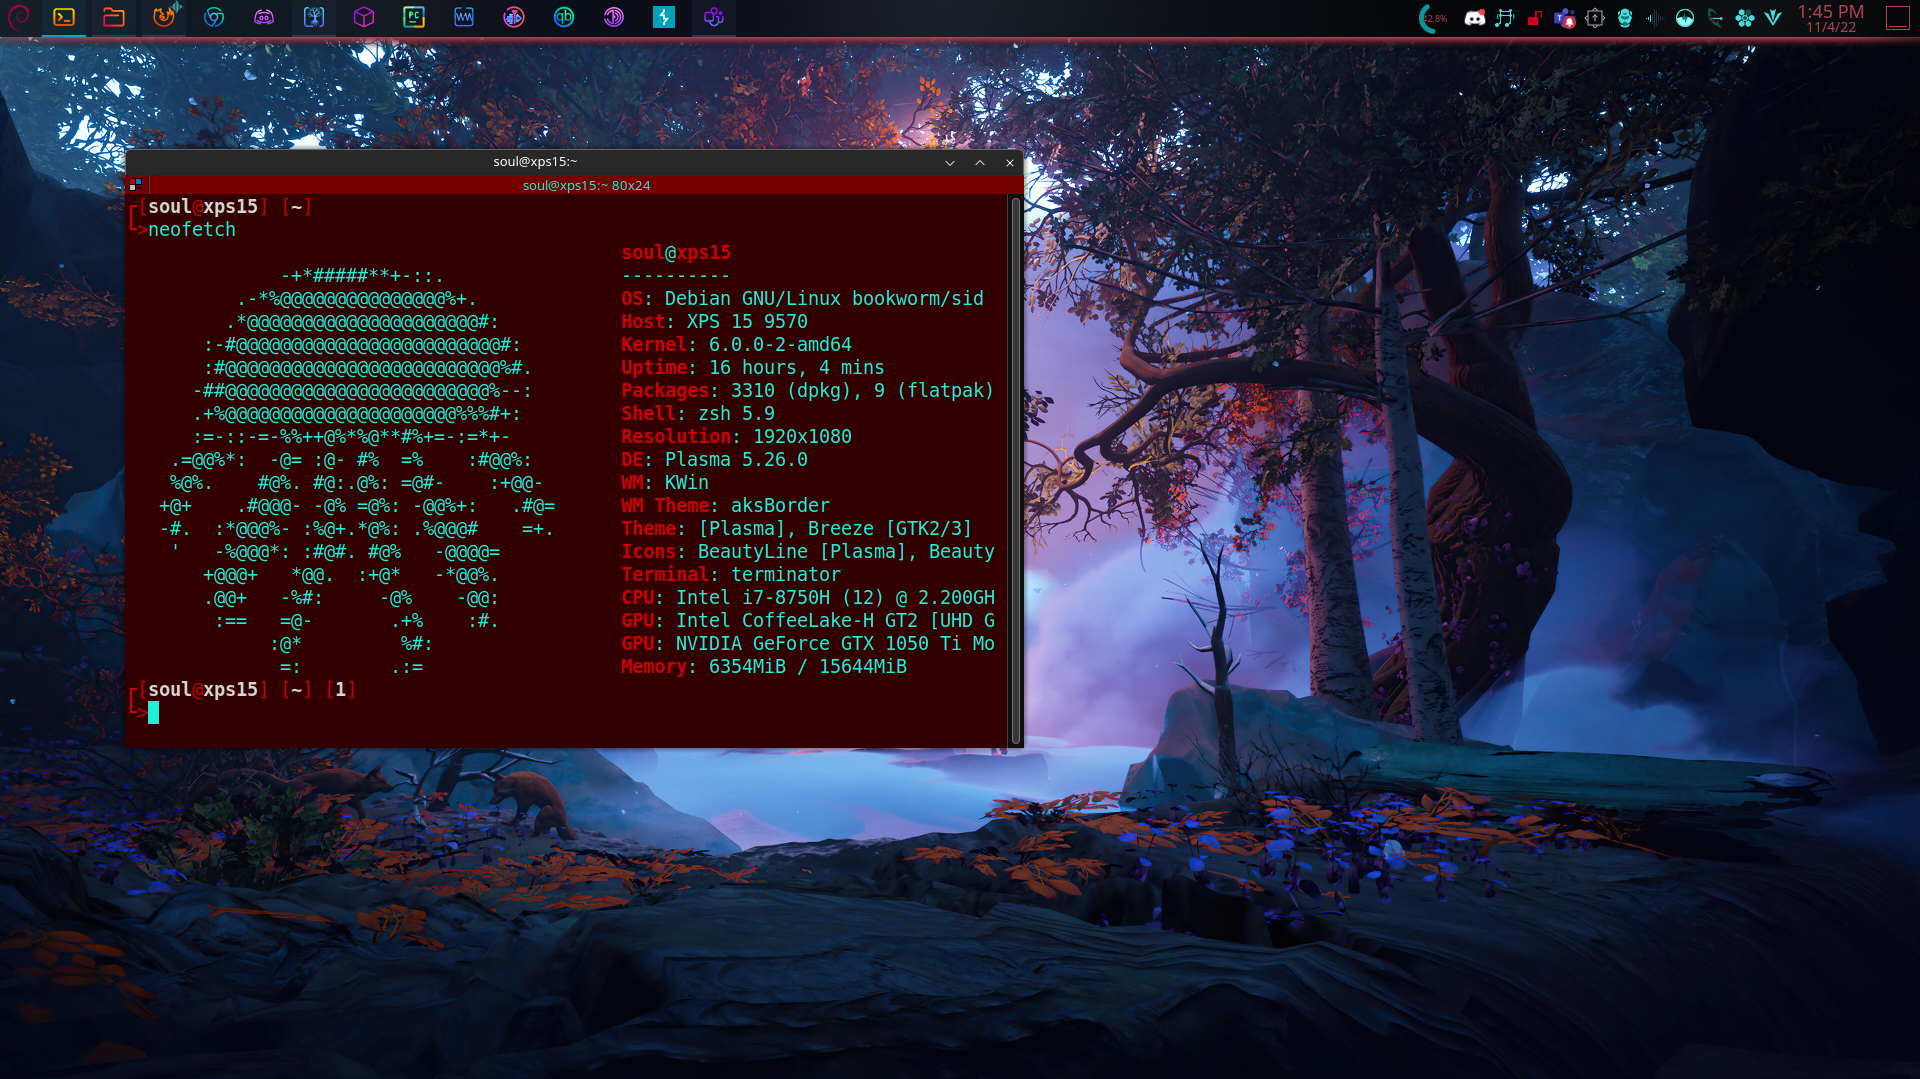 PC
qb
42.8%
1:45 PM
11/4/22
soul@xps15:~
soul@xps15:~ 80x24
[soul@xps15] [~]
>neofetch
soul@xps15
----------
-+*#####**+-::.
.-*%@@@@@@@@@@@@@@@%+.
OS: Debian GNU/Linux bookworm/sid
.*@@@@@@@@@@@@@@@@@@@@@#:
Host: XPS 15 9570
:-#@@@@@@@@@@@@@@@@@@@@@@@@#:
Kernel: 6.0.0-2-amd64
:#@@@@@@@@@@@@@@@@@@@@@@@@@%#.
Uptime: 16 hours, 4 mins
-##@@@@@@@@@@@@@@@@@@@@@@@@%--:
Packages: 3310 (dpkg), 9 (flatpak)
.+%@@@@@@@@@@@@@@@@@@@@@%%%#+:
Shell: zsh 5.9
:=-::-=-%%++@%*%@**#%+=-:=*+-
Resolution: 1920x1080
.=@@%*:  -@= :@- #%  =%    :#@@%:
DE: Plasma 5.26.0
%@%.    #@%. #@:.@%: =@#-    :+@@-
WM: KWin
+@+    .#@@@- -@% =@%: -@@%+:   .#@=
WM Theme: aksBorder
-#.  :*@@@%- :%@+.*@%: .%@@@#    =+.
Theme: [Plasma], Breeze [GTK2/3]
'   -%@@@*: :#@#. #@%   -@@@@=
Icons: BeautyLine [Plasma], Beauty
+@@@+   *@@.  :+@*   -*@@%.
Terminal: terminator
.@@+   -%#:     -@%    -@@:
CPU: Intel i7-8750H (12) @ 2.200GH
:==   =@-       .+%    :#.
GPU: Intel CoffeeLake-H GT2 [UHD G
:@*         %#:
GPU: NVIDIA GeForce GTX 1050 Ti Mo
=:        .:=
Memory: 6354MiB / 15644MiB
[soul@xps15] [~] [1]
>